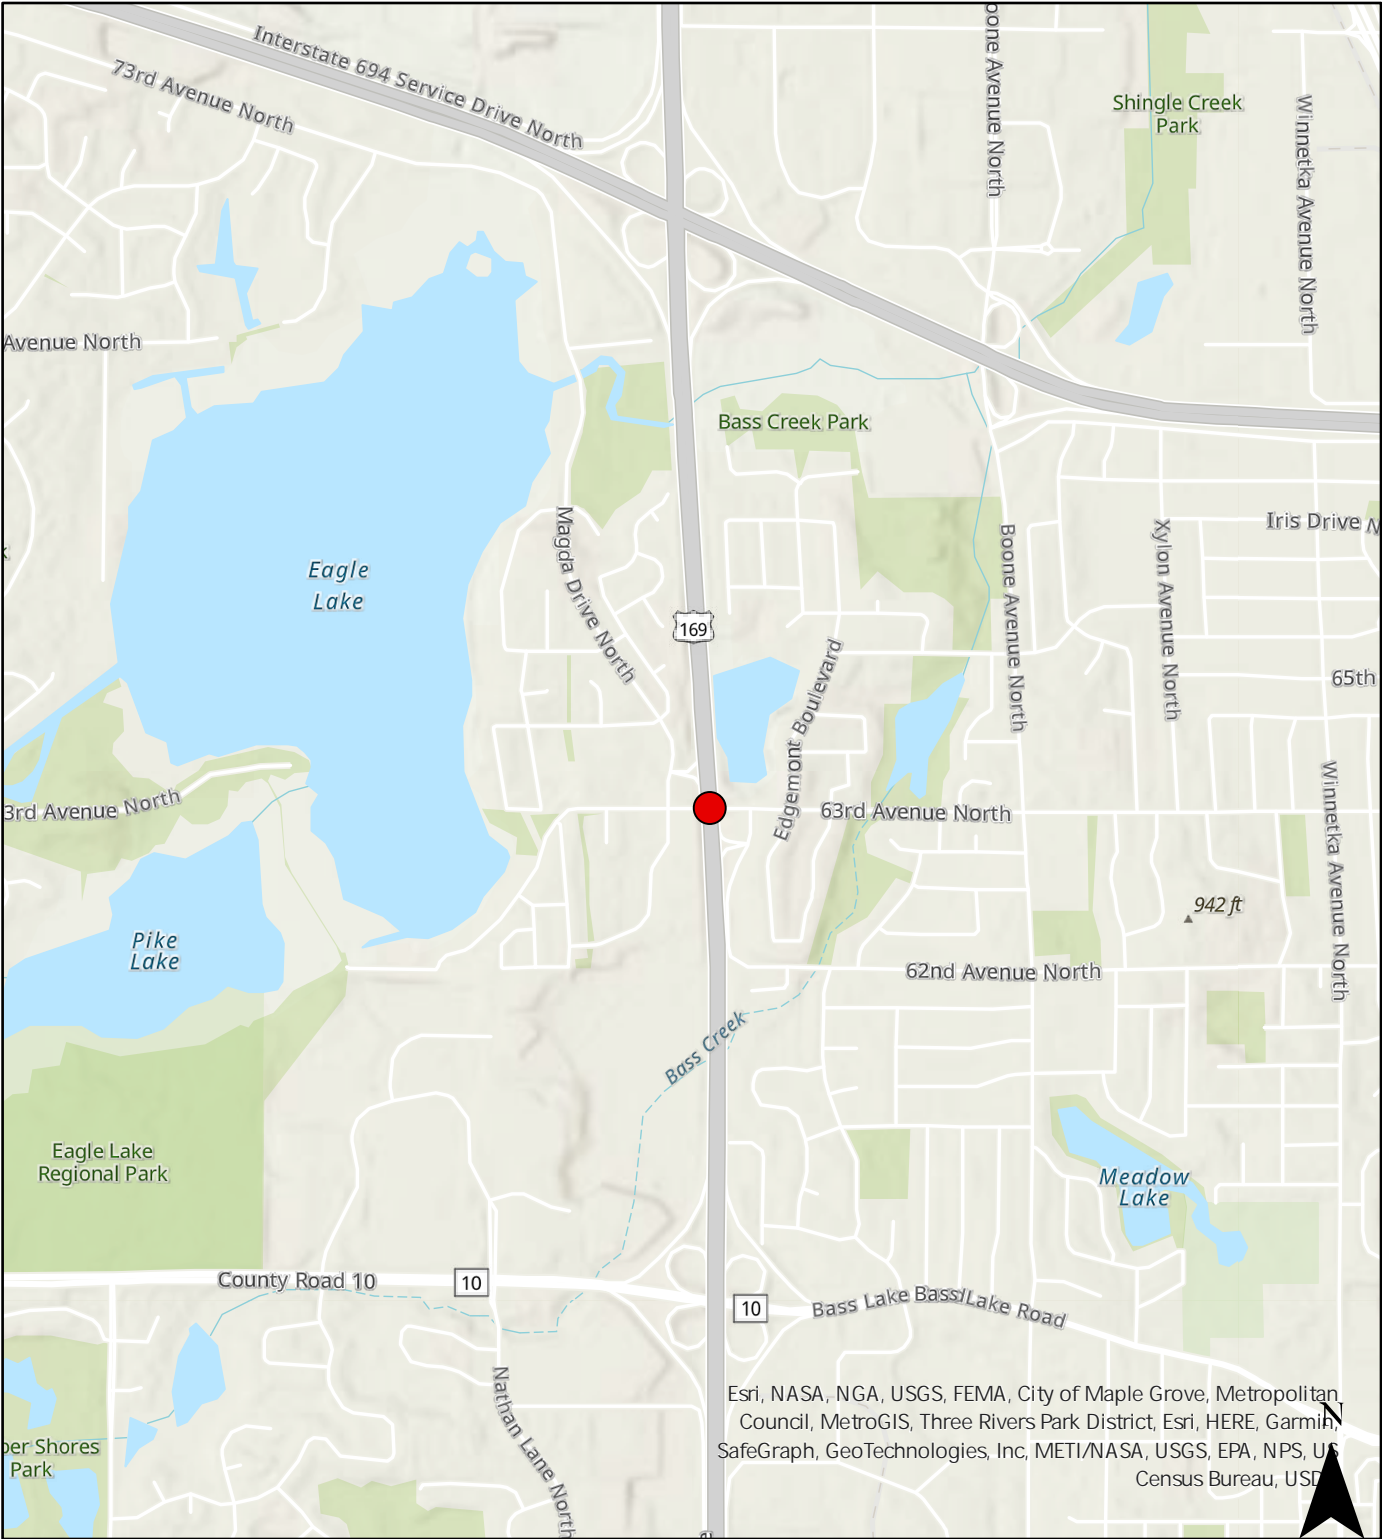 Interstate 694 Service Drive North
73rd Avenue North
Boone Avenue North
Shingle Creek
Park
Winnetka Avenue North
Avenue North
Bass Creek Park
Magda Drive North
Iris Drive N
Xylon Avenue North
Boone Avenue North
Eagle
Lake
169
Edgemont Boulevard
65th
3rd Avenue North
63rd Avenue North
Winnetka Avenue North
942 ft
Pike
Lake
62nd Avenue North
Bass Creek
Eagle Lake
Regional Park
Meadow
Lake
County Road 10
10
10
Bass Lake
Bass Lake Road
Nathan Lane North
per Shores
Park
Esri, NASA, NGA, USGS, FEMA, City of Maple Grove, Metropolitan
Council, MetroGIS, Three Rivers Park District, Esri, HERE, Garmin,
SafeGraph, GeoTechnologies, Inc, METI/NASA, USGS, EPA, NPS, US
Census Bureau, USD
N